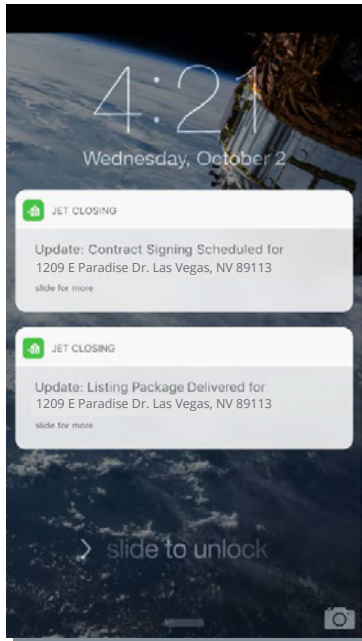 4:21
Wednesday, October 2
JET CLOSING
Update: Contract Signing Scheduled for
1209 E Paradise Dr. Las Vegas, NV 89113
slide for more
JET CLOSING
Update: Listing Package Delivered for
1209 E Paradise Dr. Las Vegas, NV 89113
slide for more
> slide to unlock